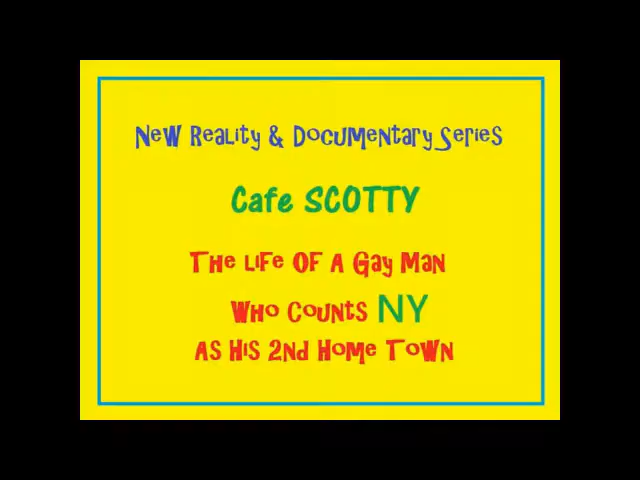 New Reality & Documentary Series
Cafe SCOTTY
The Life Of A Gay Man
Who Counts NY
As His 2nd Home Town